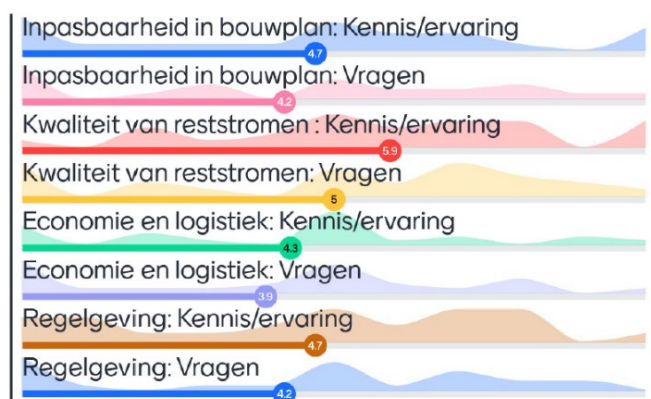 Inpasbaarheid in bouwplan: Kennis/ervaring
4.7
Inpasbaarheid in bouwplan: Vragen
4.2
Kwaliteit van reststromen : Kennis/ervaring
5.9
Kwaliteit van reststromen: Vragen
5
Economie en logistiek: Kennis/ervaring
4.3
Economie en logistiek: Vragen
3.9
Regelgeving: Kennis/ervaring
4.7
Regelgeving: Vragen
4.2